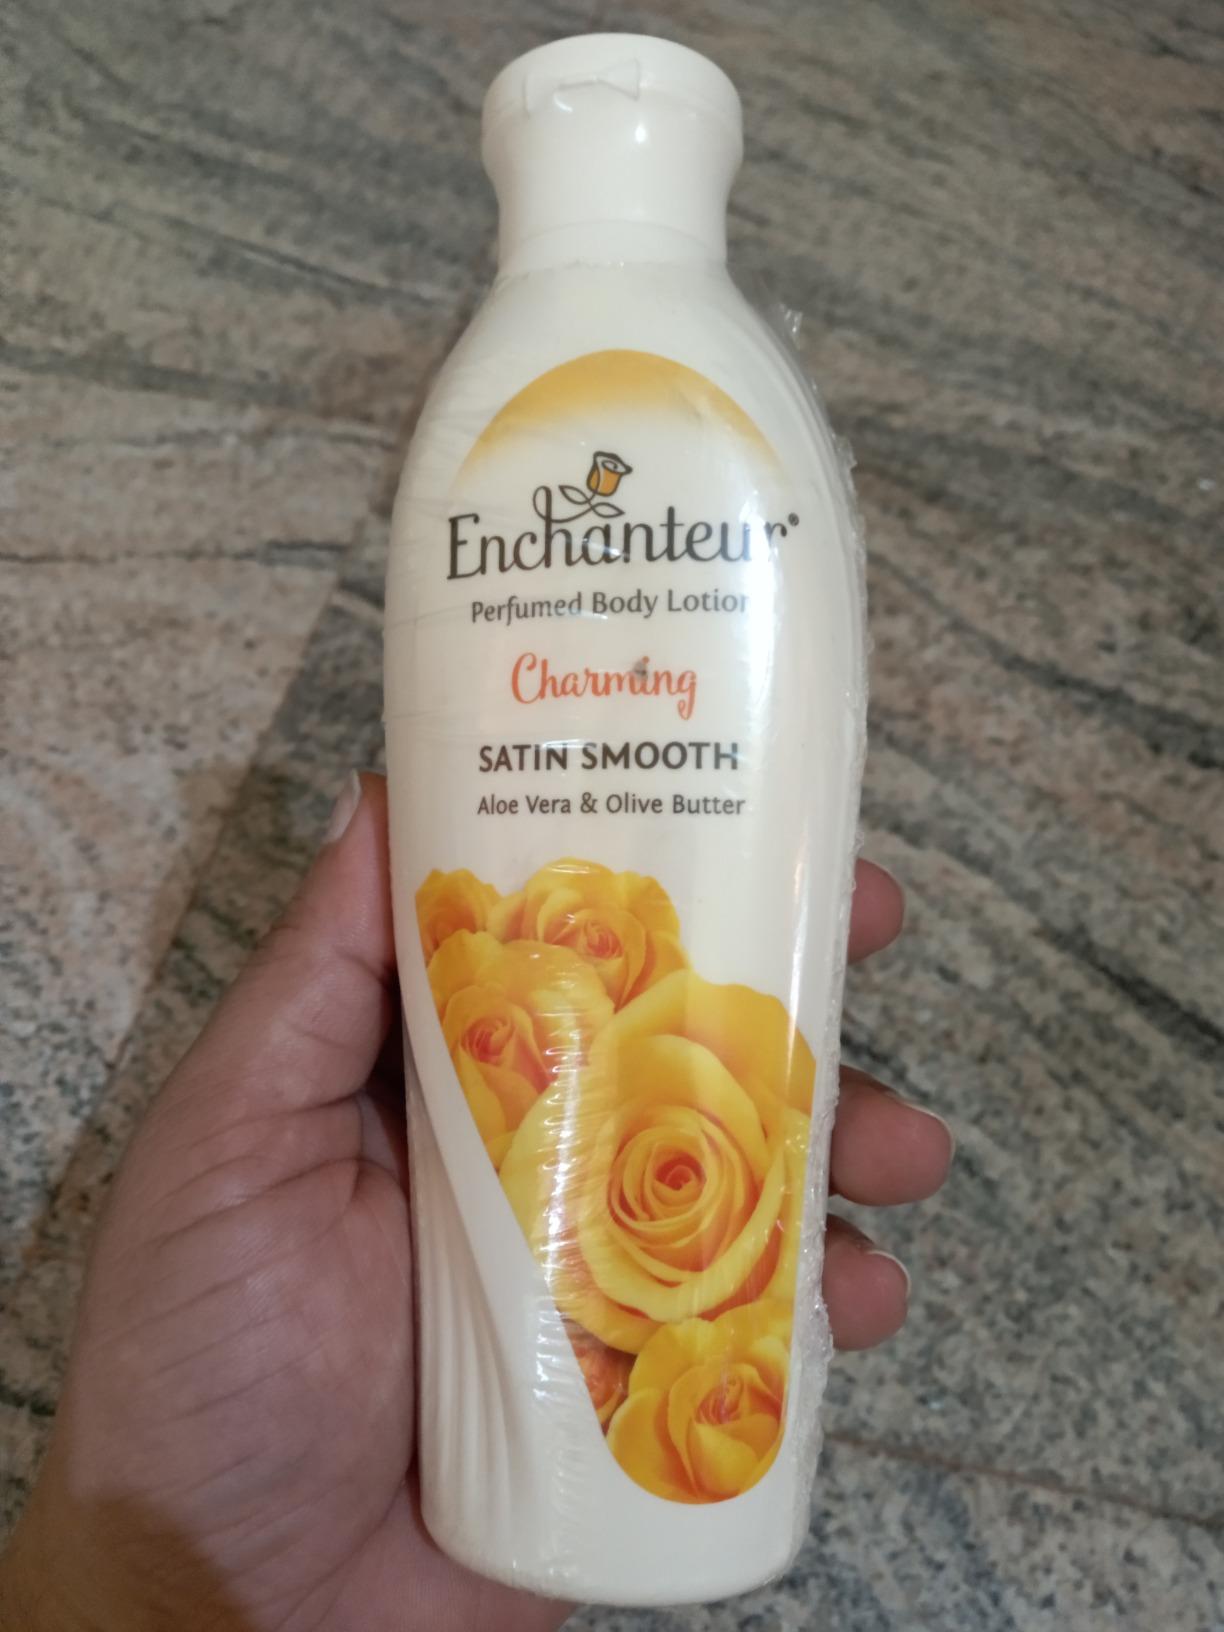 Enchanteur®
Perfumed Body Lotion
Charming
SATIN SMOOTH
Aloe Vera & Olive Butter